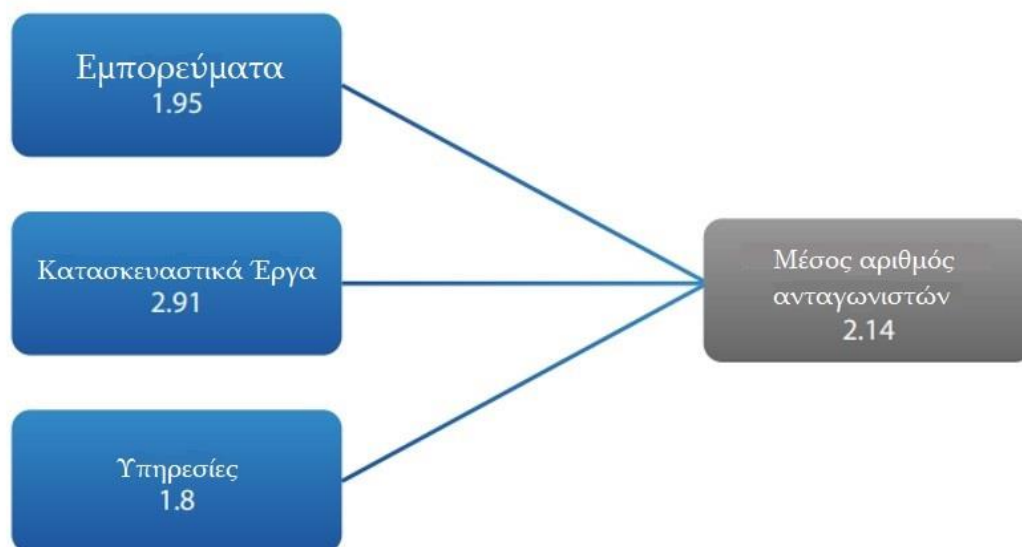 Εμπορεύματα
1.95
Κατασκευαστικά Έργα
2.91
Υπηρεσίες
1.8
Μέσος αριθμός
ανταγωνιστών
2.14